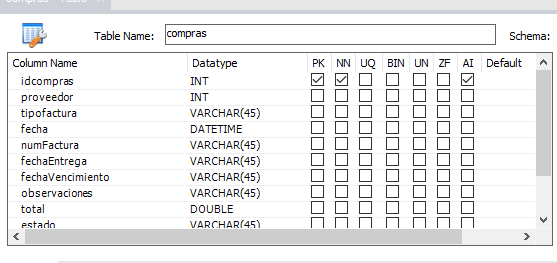 Table Name: compras Schema:
Column Name Datatype PK NN UQ BIN UN ZF AI Default
idcompras INT
proveedor INT
tipofactura VARCHAR(45)
fecha DATETIME
numFactura VARCHAR(45)
fechaEntrega VARCHAR(45)
fechaVencimiento VARCHAR(45)
observaciones VARCHAR(45)
total DOUBLE
estado VARCHAR(45)